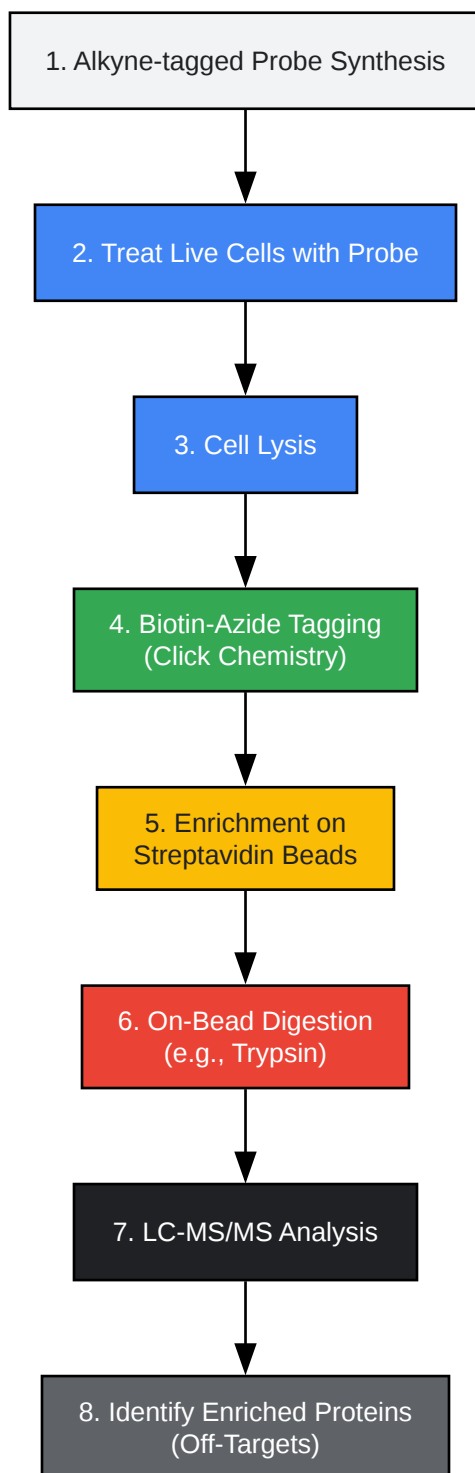 1. Alkyne-tagged Probe Synthesis
2. Treat Live Cells with Probe
3. Cell Lysis
4. Biotin-Azide Tagging
(Click Chemistry)
5. Enrichment on
Streptavidin Beads
6. On-Bead Digestion
(e.g., Trypsin)
7. LC-MS/MS Analysis
8. Identify Enriched Proteins
(Off-Targets)